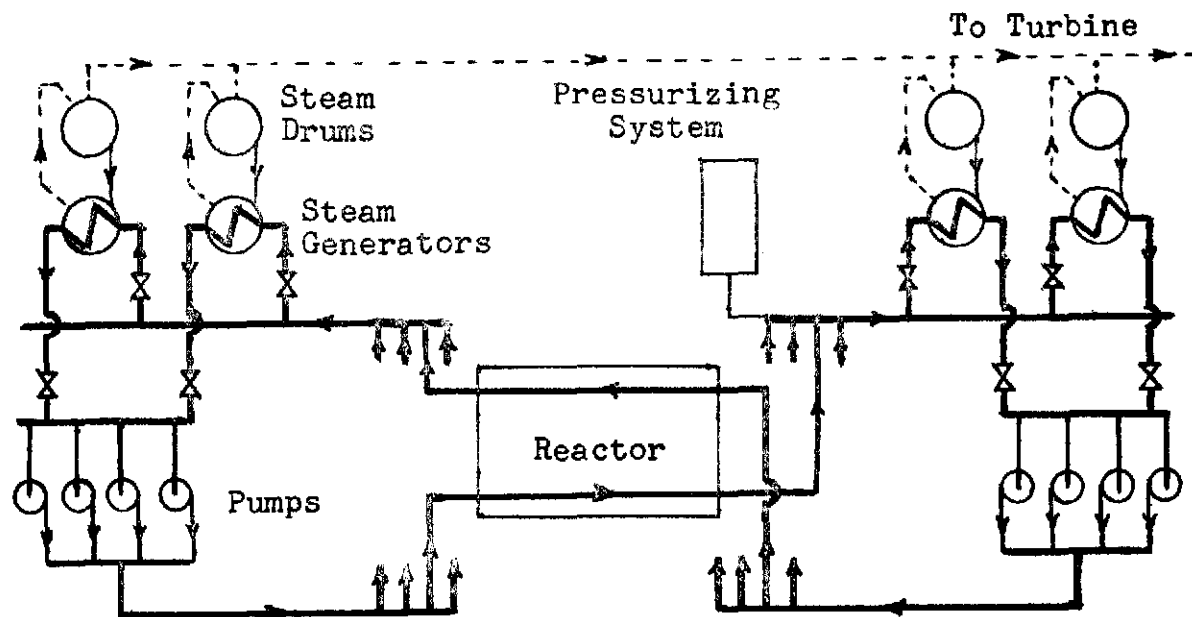 To Turbine
Steam
Drums
Pressurizing
System
Steam
Generators
Reactor
Pumps